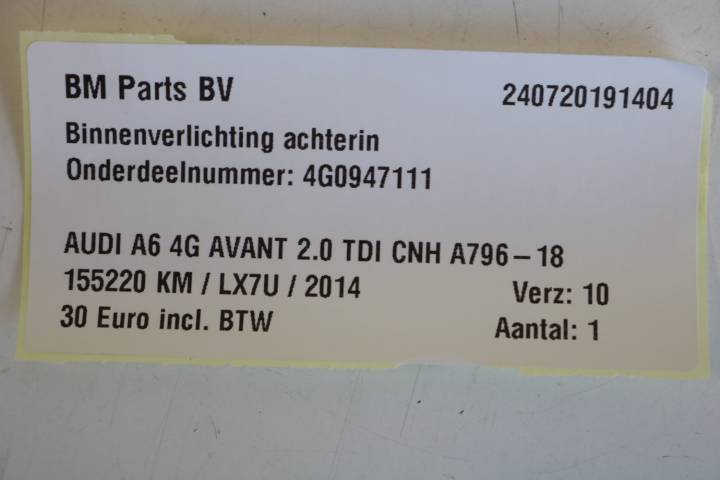 BM Parts BV 240720191404
Binnenverlichting achterin
Onderdeelnummer: 4G0947111
AUDI A6 4G AVANT 2.0 TDI CNH A796-18
155220 KM / LX7U / 2014 Verz: 10
30 Euro incl. BTW Aantal: 1